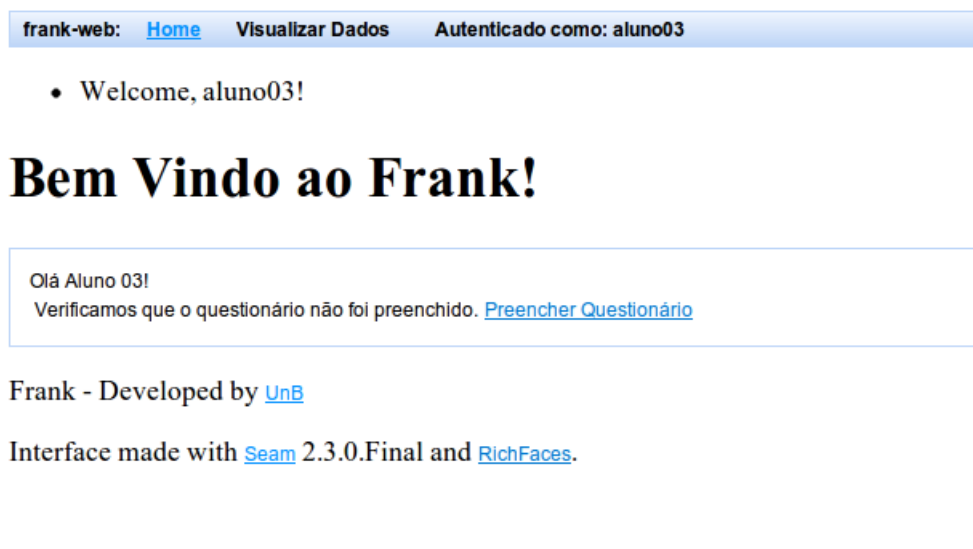 frank-web: Home Visualizar Dados Autenticado como: aluno03
• Welcome, aluno03!
Bem Vindo ao Frank!
Olá Aluno 03!
Verificamos que o questionário não foi preenchido. Preencher Questionário
Frank - Developed by UnB
Interface made with Seam 2.3.0.Final and RichFaces.